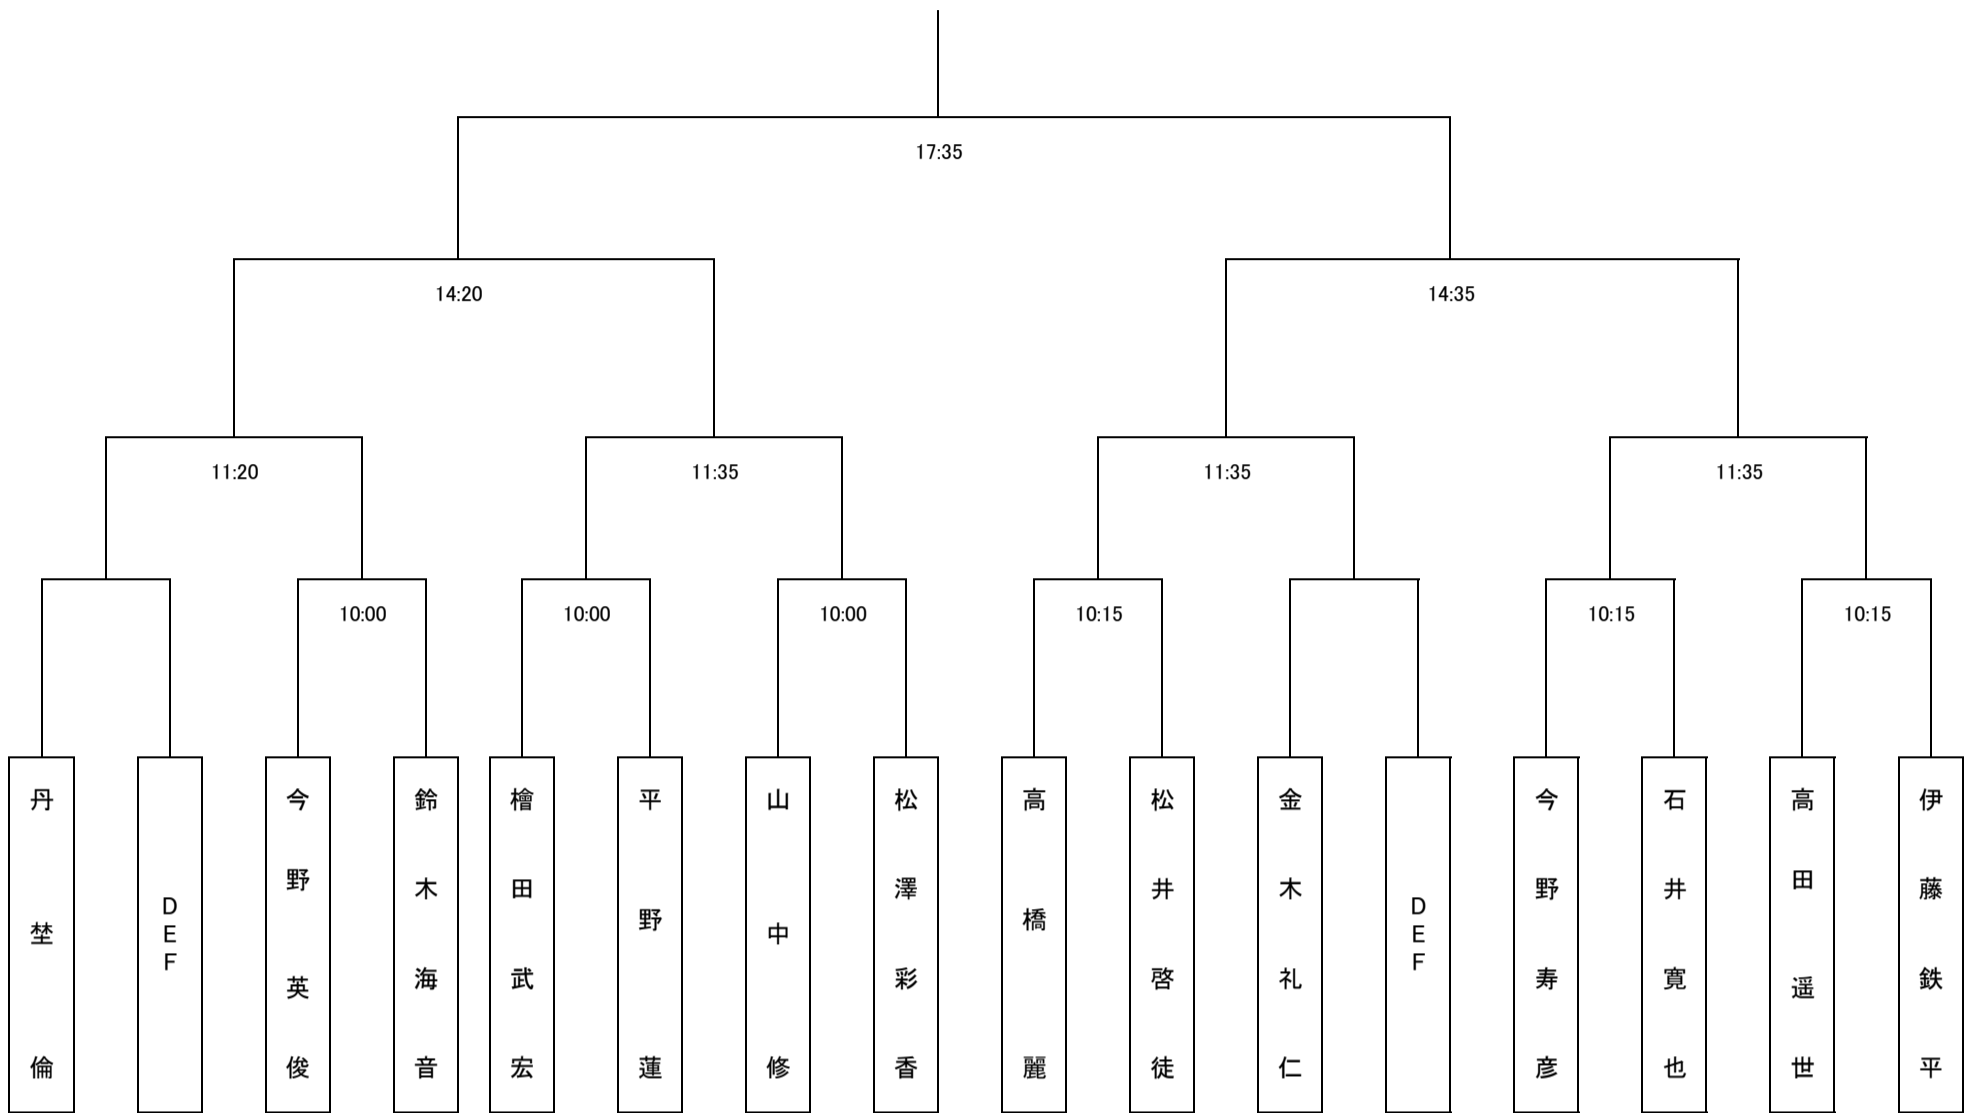 17:35
14:20
14:35
11:20
11:35
11:35
11:35
10:00
10:00
10:00
10:15
10:15
10:15
丹埜倫
DEF
今野英俊
鈴木海音
檜田武宏
平野蓮
山中修
松澤彩香
高橋麗
松井啓徒
金木礼仁
DEF
今野寿彦
石井寛也
高田遥世
伊藤鉄平